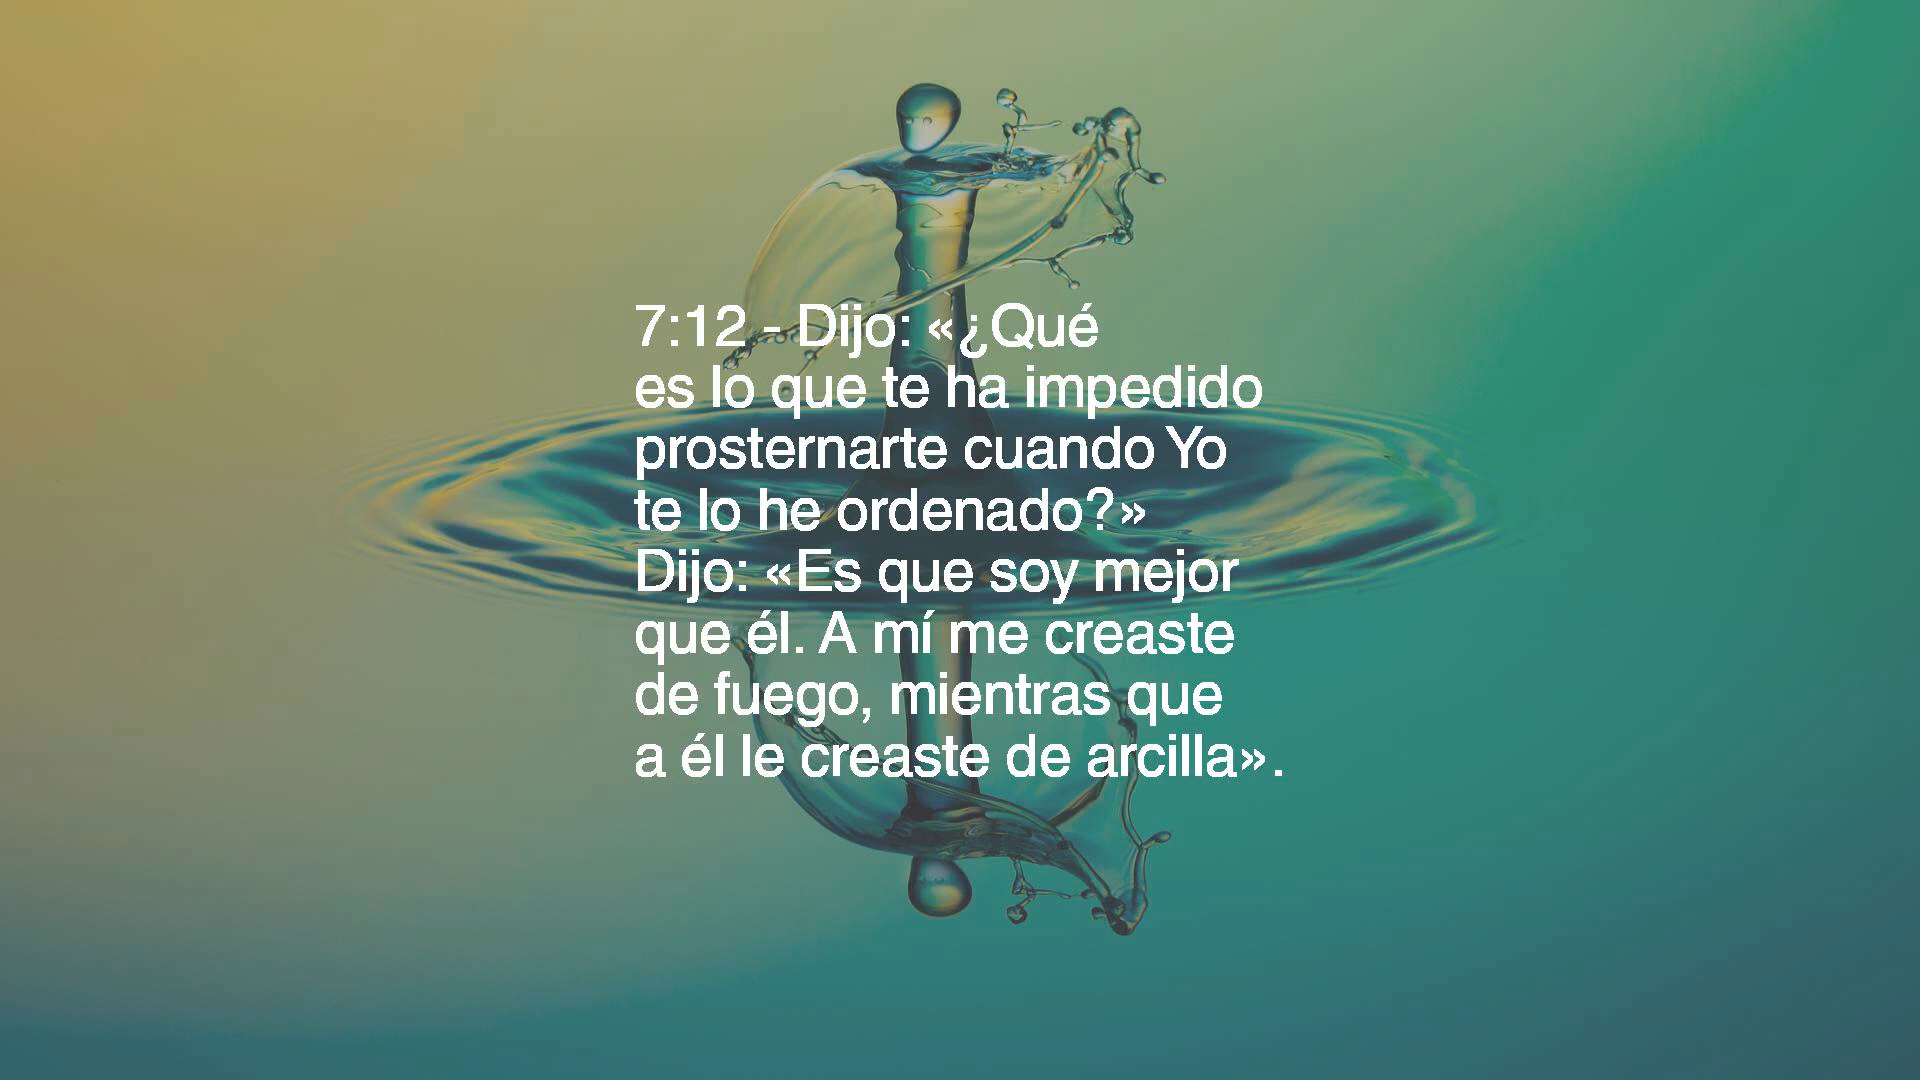 7:12 - Dijo: «¿Qué
es lo que te ha impedido
prosternarte cuando Yo
te lo he ordenado?»
Dijo: «Es que soy mejor
que él. A mí me creaste
de fuego, mientras que
a él le creaste de arcilla».